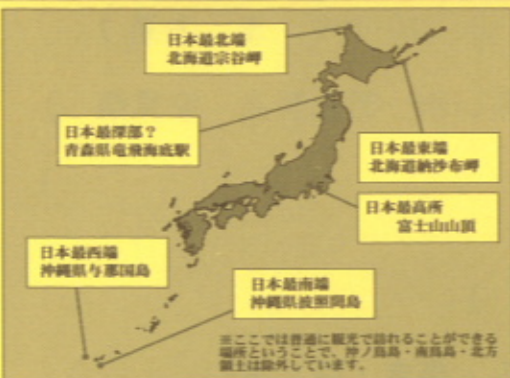 日本最北端
北海道宗谷岬
日本最深部？
青森県竜飛海底駅
日本最東端
北海道納沙布岬
日本最高所
富士山山頂
日本最西端
沖縄県与那国島
日本最南端
沖縄県波照間島
※ここでは普通に観光で訪れることができる
場所ということで、沖ノ鳥島・南鳥島・北方
領土は除外しています。